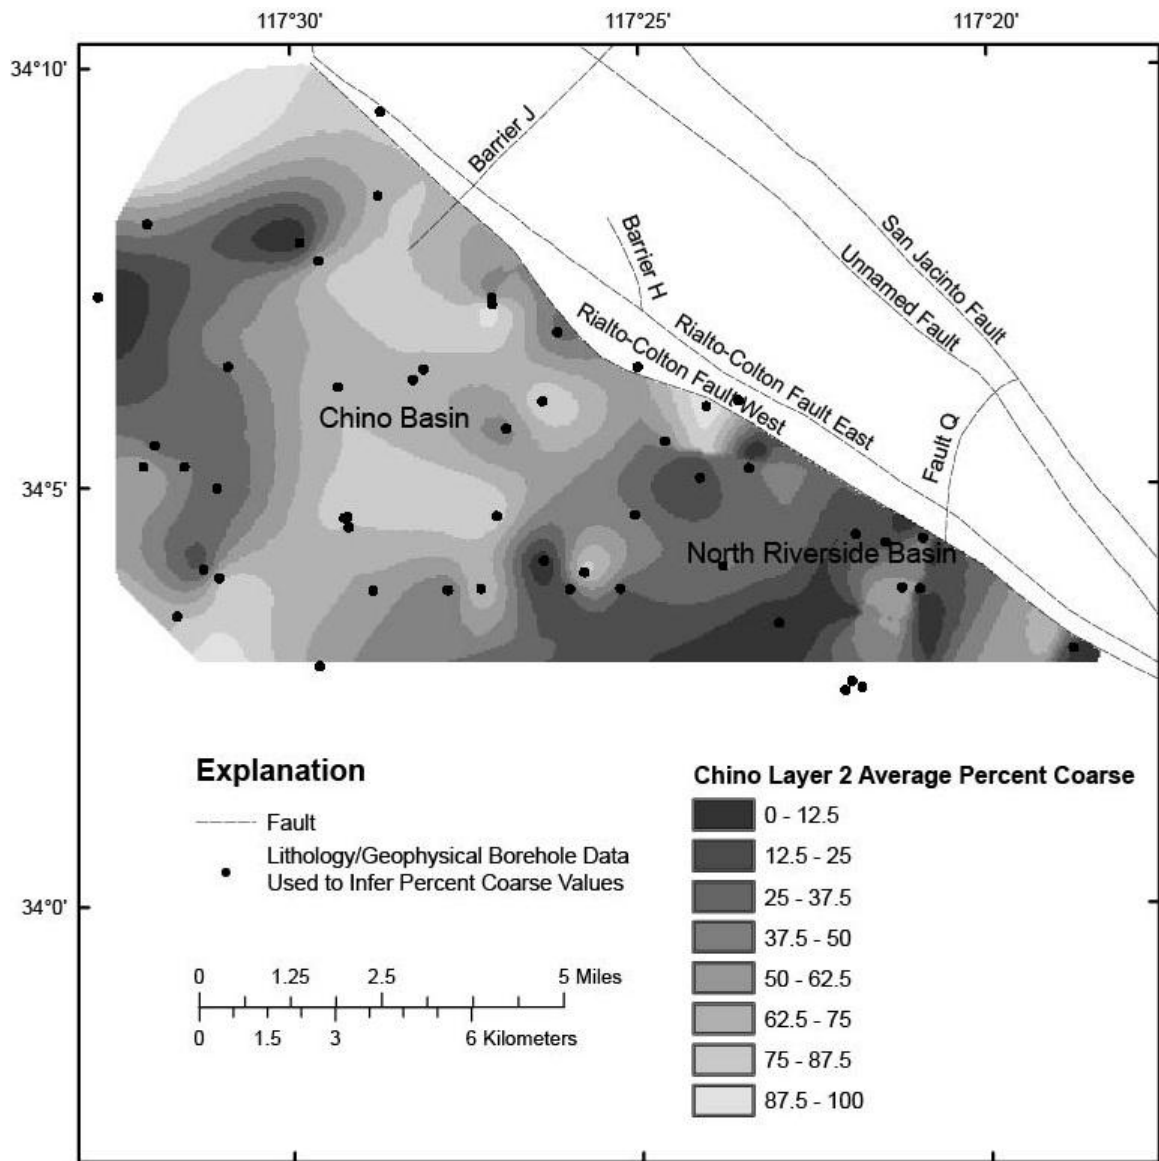 117°30' 117°25' 117°20'
34°10'
Barrier J
Barrier H
San Jacinto Fault
Unnamed Fault
Rialto-Colton Fault East
Rialto-Colton Fault West
Fault Q
Chino Basin
34°5'
North Riverside Basin
Explanation
Fault
Lithology/Geophysical Borehole Data
Used to Infer Percent Coarse Values
Chino Layer 2 Average Percent Coarse
0 - 12.5
12.5 - 25
25 - 37.5
37.5 - 50
50 - 62.5
62.5 - 75
75 - 87.5
87.5 - 100
34°0'
0 1.25 2.5 5 Miles
0 1.5 3 6 Kilometers